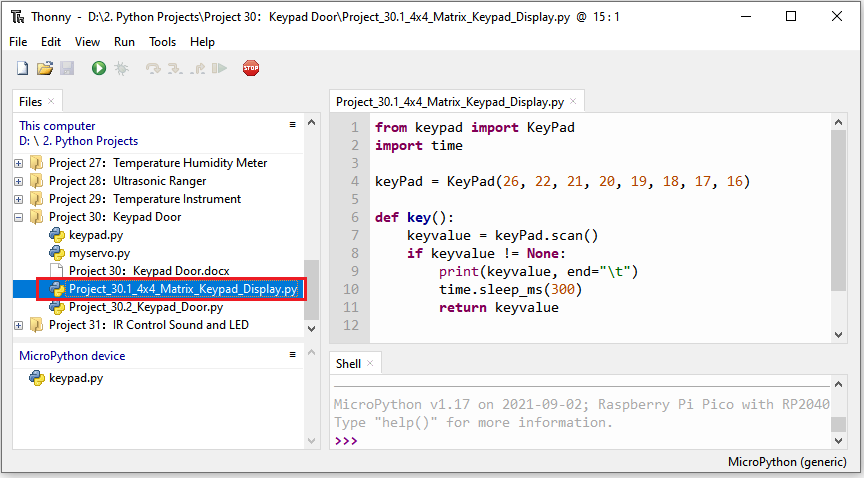 Thonny - D:\2. Python Projects\Project 30：Keypad Door\Project_30.1_4x4_Matrix_Keypad_Display.py @ 15 : 1
File Edit View Run Tools Help
STOP
Files
This computer
D: \ 2. Python Projects
Project 27：Temperature Humidity Meter
Project 28：Ultrasonic Ranger
Project 29：Temperature Instrument
Project 30：Keypad Door
keypad.py
myservo.py
Project 30：Keypad Door.docx
Project_30.1_4x4_Matrix_Keypad_Display.py
Project_30.2_Keypad_Door.py
Project 31：IR Control Sound and LED
MicroPython device
keypad.py
Project_30.1_4x4_Matrix_Keypad_Display.py
1 from keypad import KeyPad
2 import time
3
4 keyPad = KeyPad(26, 22, 21, 20, 19, 18, 17, 16)
5
6 def key():
7     keyvalue = keyPad.scan()
8     if keyvalue != None:
9         print(keyvalue, end="\t")
10         time.sleep_ms(300)
11         return keyvalue
12
Shell
MicroPython v1.17 on 2021-09-02; Raspberry Pi Pico with RP2040
Type "help()" for more information.
>>>
MicroPython (generic)